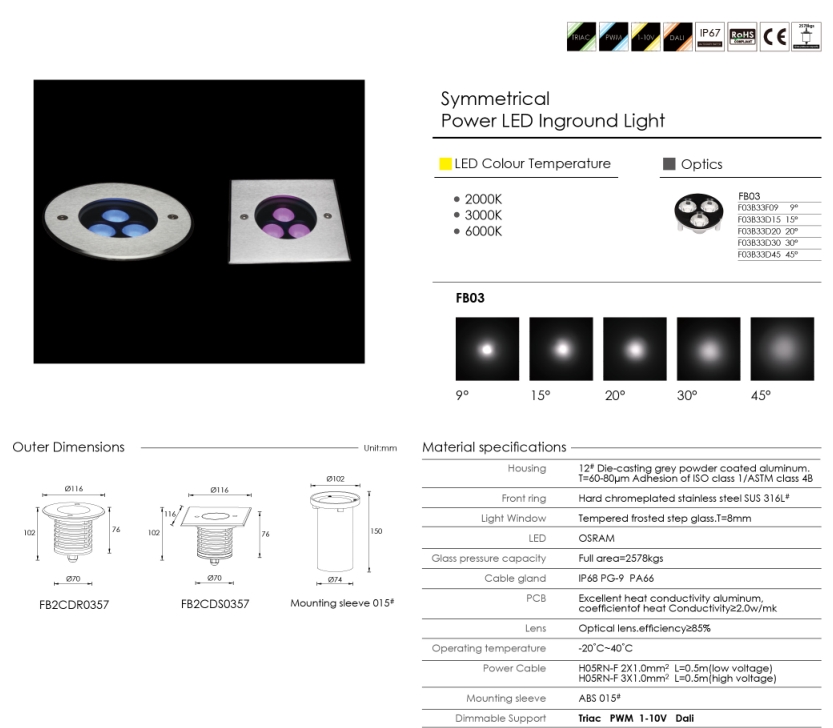 TRIAC PWM 1-10V DALI IP67 RoHS COMPLIANT CE 2578kgs
Symmetrical
Power LED Inground Light
LED Colour Temperature
2000K
3000K
6000K
Optics
FB03
F03B33F09 9°
F03B33D15 15°
F03B33D20 20°
F03B33D30 30°
F03B33D45 45°
FB03
9° 15° 20° 30° 45°
Outer Dimensions Unit:mm
Ø116
102
76
Ø70
FB2CDR0357
Ø116
116
102
76
Ø70
FB2CDS0357
Ø102
150
Ø74
Mounting sleeve 015#
Material specifications
Housing 12# Die-casting grey powder coated aluminum.
T=60-80μm Adhesion of ISO class 1/ASTM class 4B
Front ring Hard chromeplated stainless steel SUS 316L#
Light Window Tempered frosted step glass.T=8mm
LED OSRAM
Glass pressure capacity Full area=2578kgs
Cable gland IP68 PG-9 PA66
PCB Excellent heat conductivity aluminum,
coefficientof heat Conductivity≥2.0w/mk
Lens Optical lens.efficiency≥85%
Operating temperature -20°C~40°C
Power Cable H05RN-F 2X1.0mm² L=0.5m(low voltage)
H05RN-F 3X1.0mm² L=0.5m(high voltage)
Mounting sleeve ABS 015#
Dimmable Support Triac PWM 1-10V Dali